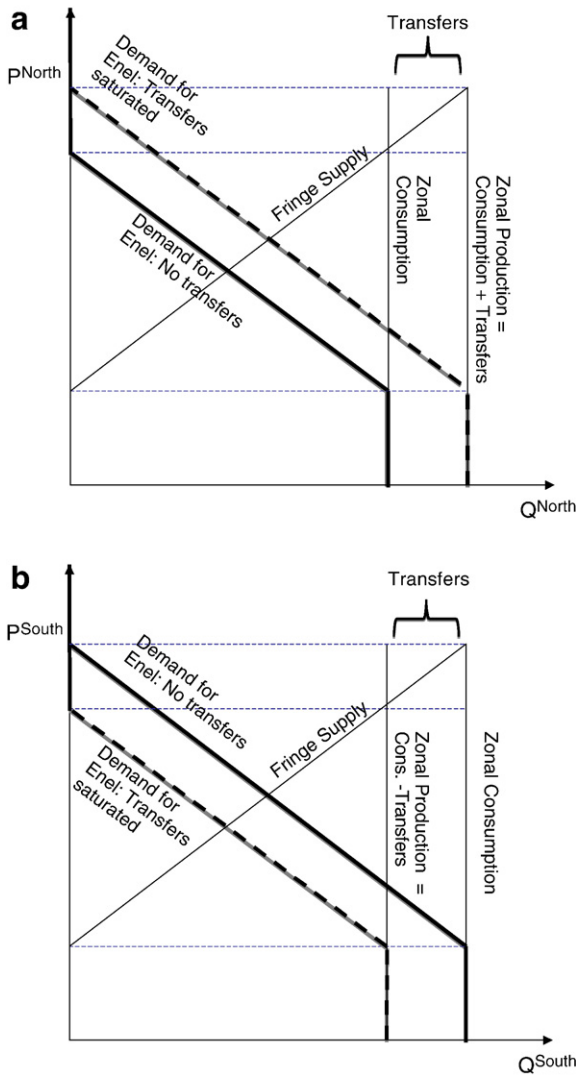 a
Transfers
P^North
Demand for
Enel: Transfers
saturated
Fringe Supply
Demand for
Enel: No transfers
Zonal
Consumption
Zonal Production =
Consumption + Transfers
Q^North
b
Transfers
P^South
Demand for
Enel: No transfers
Fringe Supply
Demand for
Enel: Transfers
saturated
Zonal Production =
Cons. -Transfers
Zonal Consumption
Q^South